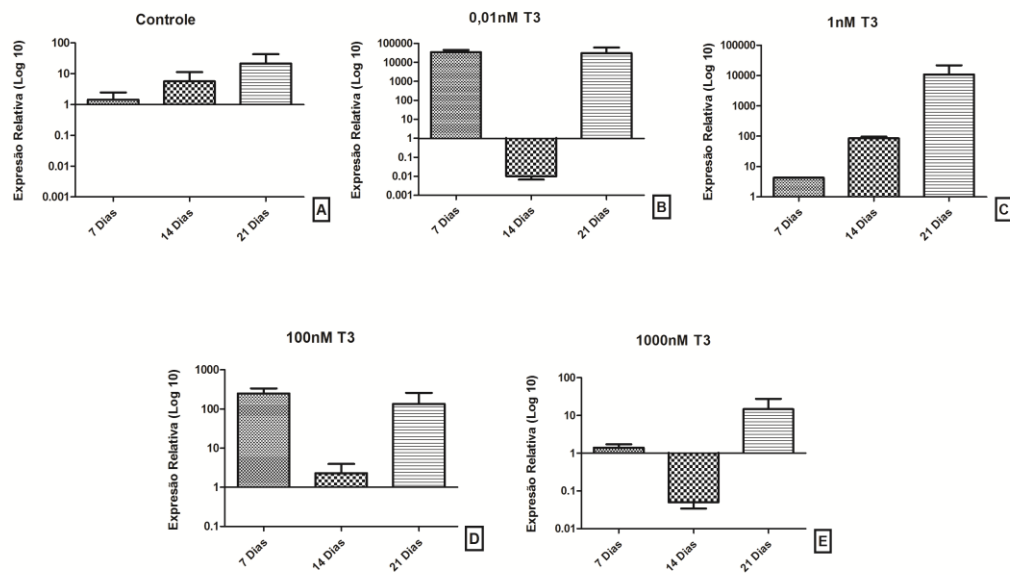 Controle
Expresão Relativa (Log 10)
100
10
1
0.1
0.01
0.001
7 Dias
14 Dias
21 Dias
A
0,01nM T3
Expresão Relativa (Log 10)
100000
10000
1000
100
10
1
0.1
0.01
0.001
7 Dias
14 Dias
21 Dias
B
1nM T3
Expresão Relativa (Log 10)
100000
10000
1000
100
10
1
7 Dias
14 Dias
21 Dias
C
100nM T3
Expresão Relativa (Log 10)
1000
100
10
1
0.1
7 Dias
14 Dias
21 Dias
D
1000nM T3
Expresão Relativa (Log 10)
100
10
1
0.1
0.01
7 Dias
14 Dias
21 Dias
E